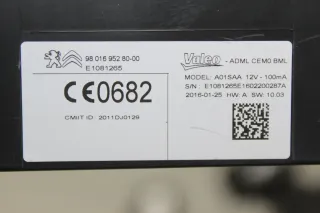 98 016 952 80-00
E1081265
CE0682
CMIIT ID: 2011DJ0129
Valeo - ADML CEM0 BML
MODEL: A01SAA 12V - 100mA
S/N: E1081265E1602200287A
2016-01-25 HW: A SW: 10.03